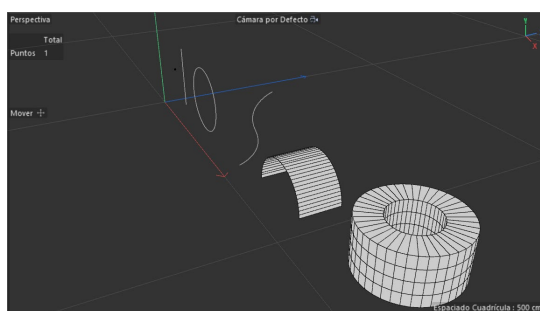 Perspectiva
Cámara por Defecto
Total
Puntos 1
Mover
Y
X
Espaciado Cuadrícula : 500 cm